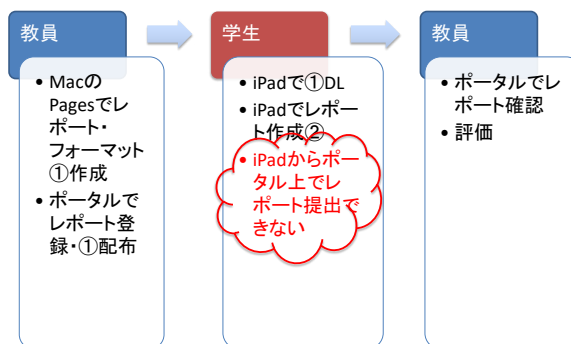 教員
• Macの
Pagesでレ
ポート・
フォーマット
①作成
• ポータルで
レポート登
録・①配布
学生
• iPadで①DL
• iPadでレポー
ト作成②
• iPadからポー
タル上でレ
ポート提出で
きない
教員
• ポータルでレ
ポート確認
• 評価